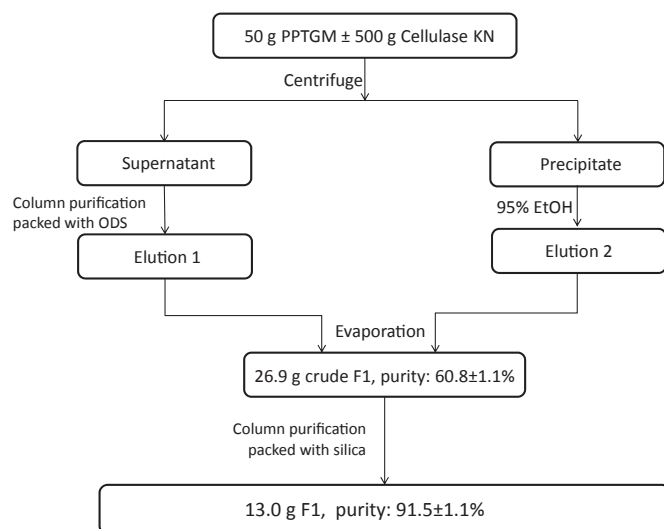 50 g PPTGM ± 500 g Cellulase KN
Centrifuge
Supernatant
Precipitate
Column purification
packed with ODS
95% EtOH
Elution 1
Elution 2
Evaporation
26.9 g crude F1, purity: 60.8±1.1%
Column purification
packed with silica
13.0 g F1, purity: 91.5±1.1%